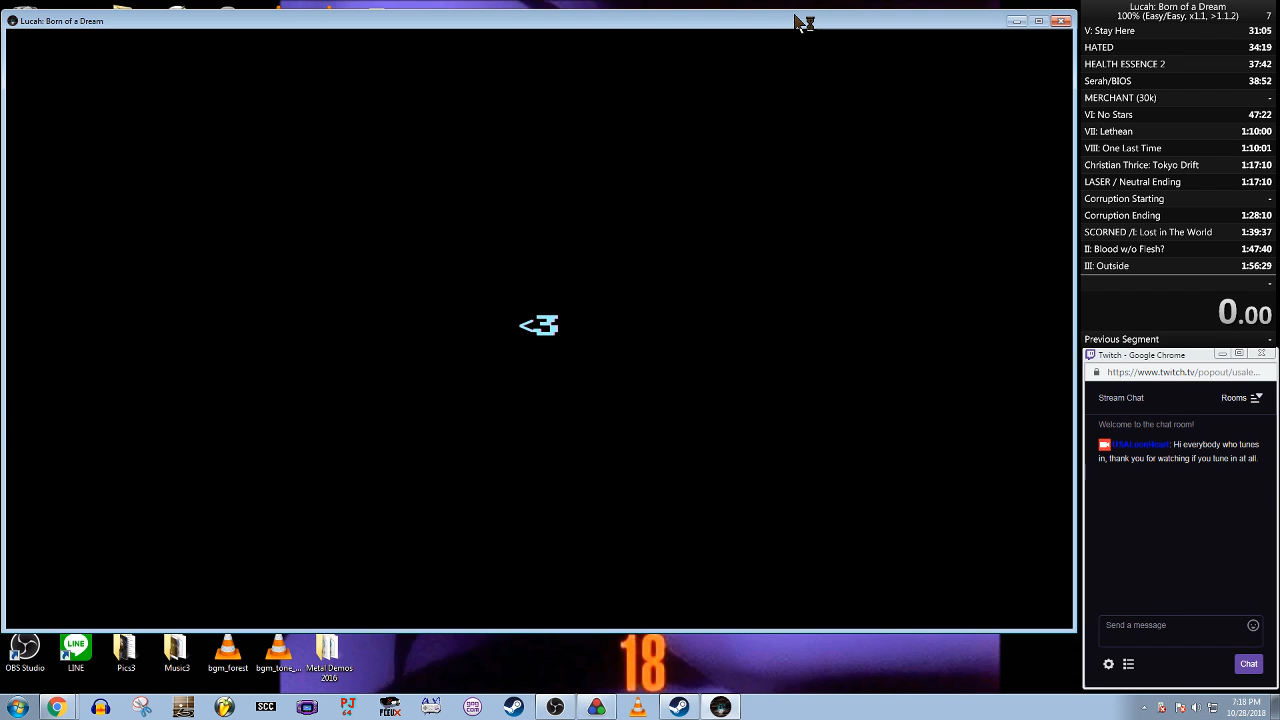 Lucah: Born of a Dream
<3
Lucah: Born of a Dream
100% (Easy/Easy, x1.1, >1.1.2) 7
V: Stay Here 31:05
HATED 34:19
HEALTH ESSENCE 2 37:42
Serah/BIOS 38:52
MERCHANT (30k) -
VI: No Stars 47:22
VII: Lethean 1:10:00
VIII: One Last Time 1:10:01
Christian Thrice: Tokyo Drift 1:17:10
LASER / Neutral Ending 1:17:10
Corruption Starting -
Corruption Ending 1:28:10
SCORNED /I: Lost in The World 1:39:37
II: Blood w/o Flesh? 1:47:40
III: Outside 1:56:29
-
0.00
Previous Segment -
Twitch - Google Chrome
https://www.twitch.tv/popout/usale...
Stream Chat Rooms
Welcome to the chat room!
USALeonHeart: Hi everybody who tunes
in, thank you for watching if you tune in at all.
Send a message
Chat
OBS Studio LINE Pics3 Music3 bgm_forest bgm_tone_... Metal Demos
2016
18
SCC PJ
64
goc
con
7:18 PM
10/28/2018